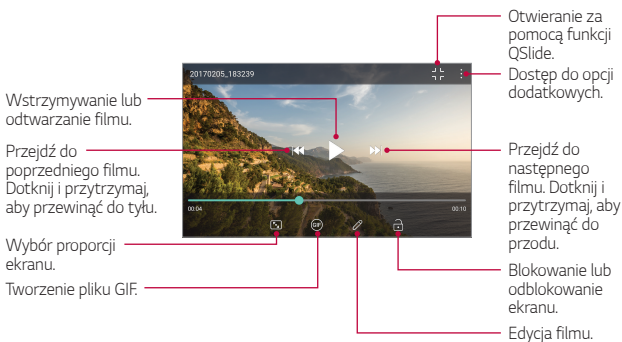 Otwieranie za
pomocą funkcji
QSlide.
Dostęp do opcji
dodatkowych.
20170205_183239
Wstrzymywanie lub
odtwarzanie filmu.
Przejdź do
poprzedniego filmu.
Dotknij i przytrzymaj,
aby przewinąć do tyłu.
Przejdź do
następnego
filmu. Dotknij i
przytrzymaj, aby
przewinąć do
przodu.
00:04
00:10
GIF
Wybór proporcji
ekranu.
Tworzenie pliku GIF.
Blokowanie lub
odblokowanie
ekranu.
Edycja filmu.